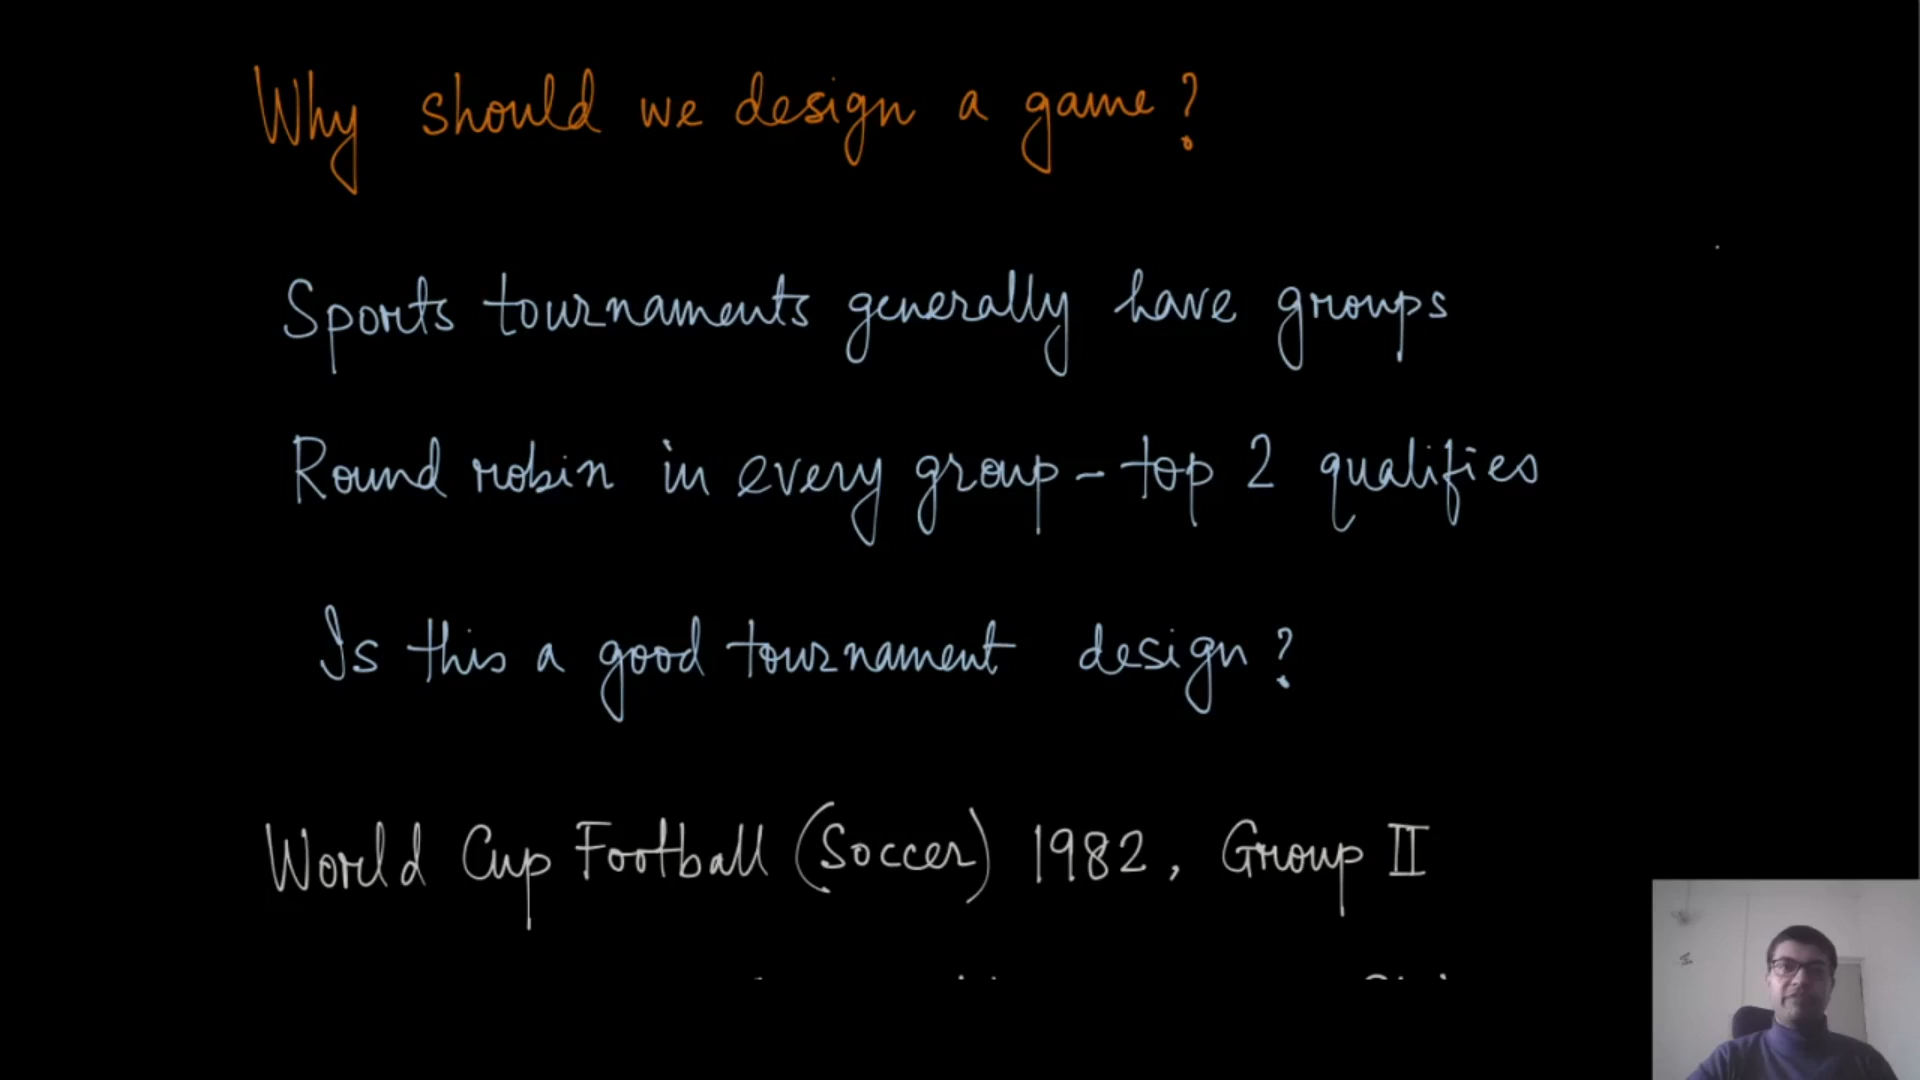 Why should we design a game?
Sports tournaments generally have groups
Round robin in every group - top 2 qualifies
Is this a good tournament design?
World Cup Football (Soccer) 1982, Group II